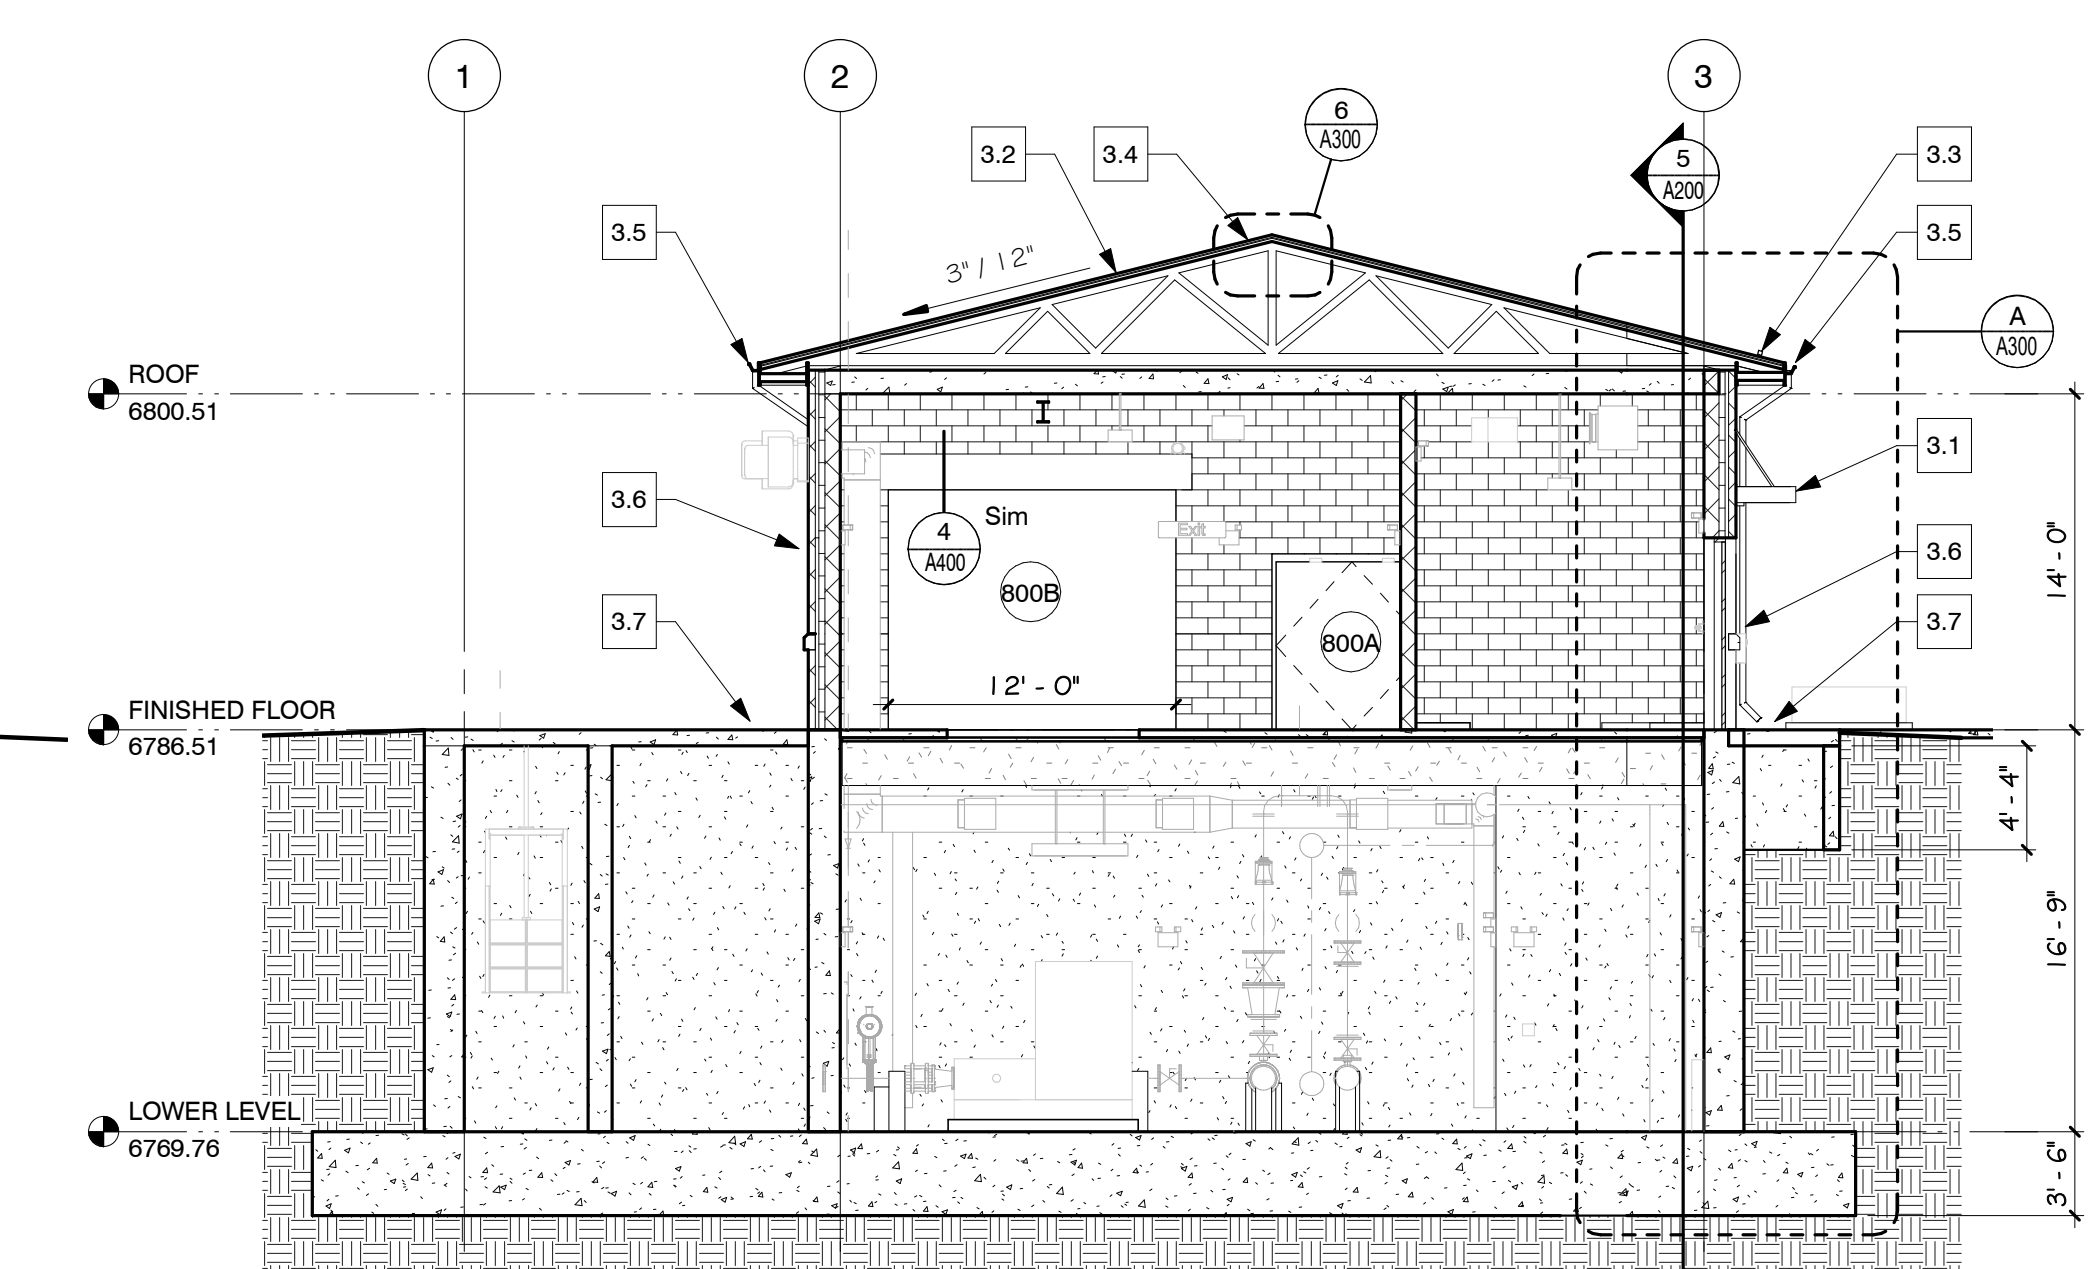 1
2
3
6
A300
3.2
3.4
5
A200
3.3
3.5
3.5
3" / 12"
A
A300
ROOF
6800.51
3.1
3.6
4
A400
Sim
Exit
3.6
14' - 0"
800B
3.7
800A
3.7
12' - 0"
FINISHED FLOOR
6786.51
4' - 4"
16' - 9"
LOWER LEVEL
6769.76
3' - 6"